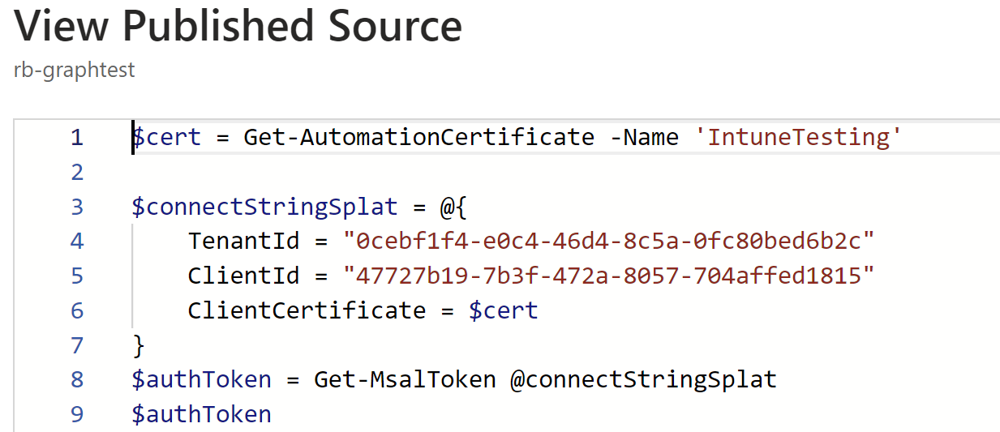 View Published Source
rb-graphtest
1 $cert = Get-AutomationCertificate -Name 'IntuneTesting'
2
3 $connectStringSplat = @{
4 TenantId = "0cebf1f4-e0c4-46d4-8c5a-0fc80bed6b2c"
5 ClientId = "47727b19-7b3f-472a-8057-704affed1815"
6 ClientCertificate = $cert
7 }
8 $authToken = Get-MsalToken @connectStringSplat
9 $authToken